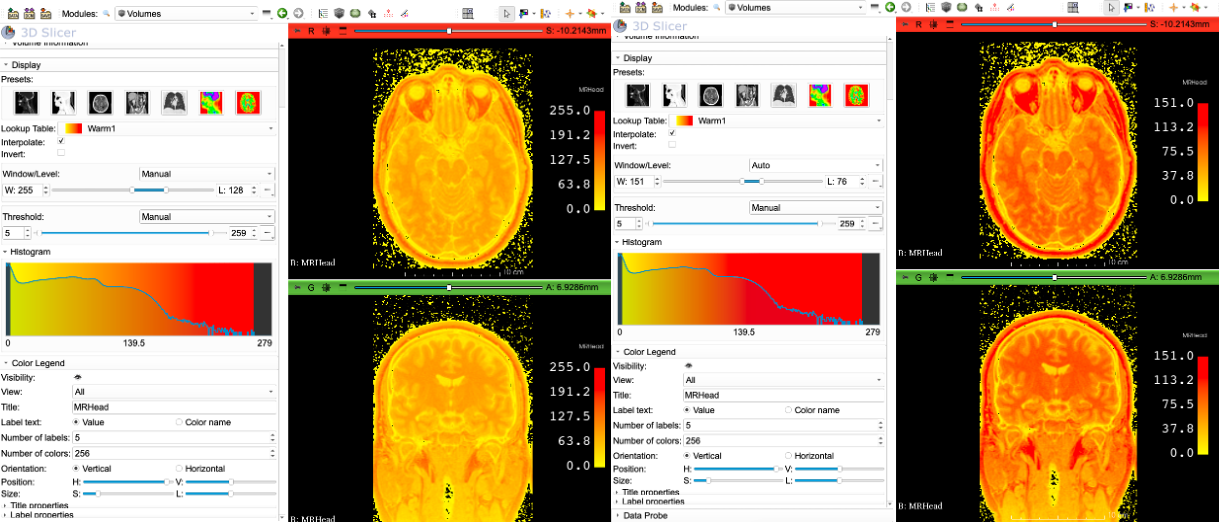 Modules: Volumes
3D Slicer
Volume Information
Display
Presets:
Lookup Table: Warm1
Interpolate:
Invert:
Window/Level: Manual
W: 255 L: 128
Threshold: Manual
5 259
Histogram
0 139.5 279
Color Legend
Visibility:
View: All
Title: MRHead
Label text: Value Color name
Number of labels: 5
Number of colors: 256
Orientation: Vertical Horizontal
Position: H: V:
Size: S: L:
Title properties
Label properties
R S: -10.2143mm
MRHead
255.0
191.2
127.5
63.8
0.0
B: MRHead
10 cm
G A: 6.9286mm
MRHead
255.0
191.2
127.5
63.8
0.0
B: MRHead
Modules: Volumes
3D Slicer
Volume Information
Display
Presets:
Lookup Table: Warm1
Interpolate:
Invert:
Window/Level: Auto
W: 151 L: 76
Threshold: Manual
5 259
Histogram
0 139.5 279
Color Legend
Visibility:
View: All
Title: MRHead
Label text: Value Color name
Number of labels: 5
Number of colors: 256
Orientation: Vertical Horizontal
Position: H: V:
Size: S: L:
Title properties
Label properties
Data Probe
R S: -10.2143mm
MRHead
151.0
113.2
75.5
37.8
0.0
B: MRHead
10 cm
G A: 6.9286mm
MRHead
151.0
113.2
75.5
37.8
0.0
B: MRHead